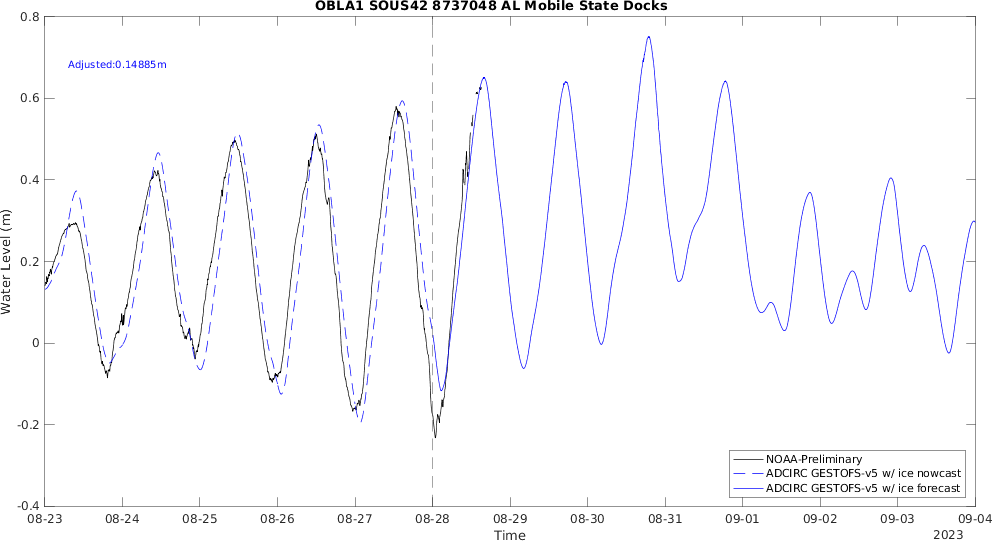 OBLA1 SOUS42 8737048 AL Mobile State Docks
Adjusted:0.14885m
Water Level (m)
0.8
0.6
0.4
0.2
0
-0.2
-0.4
NOAA-Preliminary
ADCIRC GESTOFS-v5 w/ ice nowcast
ADCIRC GESTOFS-v5 w/ ice forecast
08-23 08-24 08-25 08-26 08-27 08-28 08-29 08-30 08-31 09-01 09-02 09-03 09-04
Time
2023